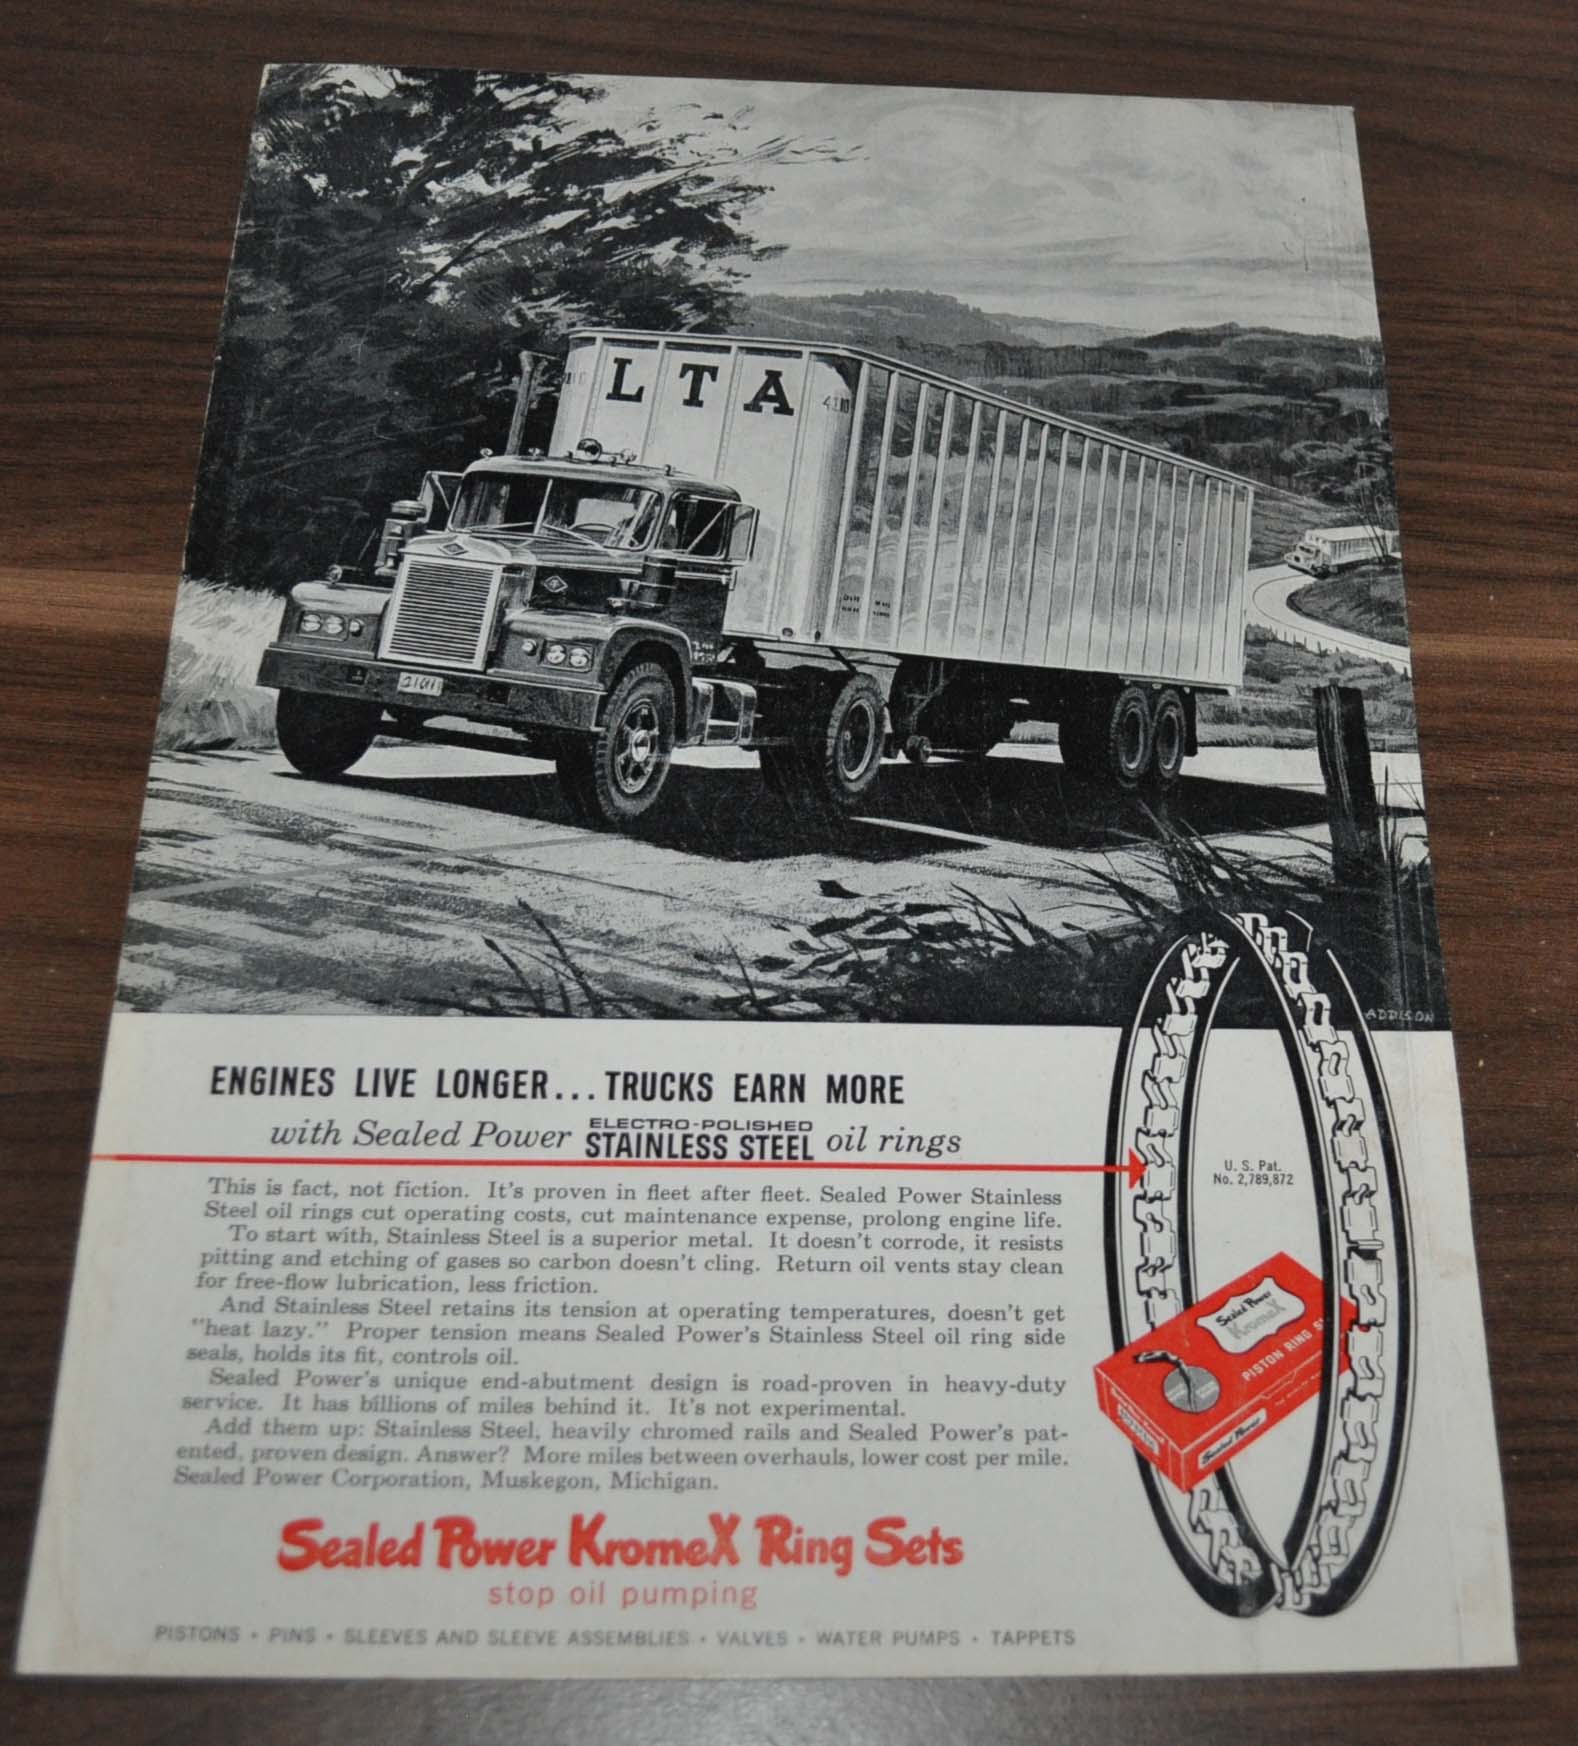 LTA
4210
ADDISON
ENGINES LIVE LONGER... TRUCKS EARN MORE
with Sealed Power ELECTRO-POLISHED STAINLESS STEEL oil rings
This is fact, not fiction. It's proven in fleet after fleet. Sealed Power Stainless
Steel oil rings cut operating costs, cut maintenance expense, prolong engine life.
To start with, Stainless Steel is a superior metal. It doesn't corrode, it resists
pitting and etching of gases so carbon doesn't cling. Return oil vents stay clean
for free-flow lubrication, less friction.
And Stainless Steel retains its tension at operating temperatures, doesn't get
"heat lazy." Proper tension means Sealed Power's Stainless Steel oil ring side
seals, holds its fit, controls oil.
Sealed Power's unique end-abutment design is road-proven in heavy-duty
service. It has billions of miles behind it. It's not experimental.
Add them up: Stainless Steel, heavily chromed rails and Sealed Power's pat-
ented, proven design. Answer? More miles between overhauls, lower cost per mile.
Sealed Power Corporation, Muskegon, Michigan.
U. S. Pat.
No. 2,789,872
Sealed Power
KromeX
PISTON RING
Sealed Power
Sealed Power KromeX Ring Sets
stop oil pumping
PISTONS • PINS • SLEEVES AND SLEEVE ASSEMBLIES • VALVES • WATER PUMPS • TAPPETS